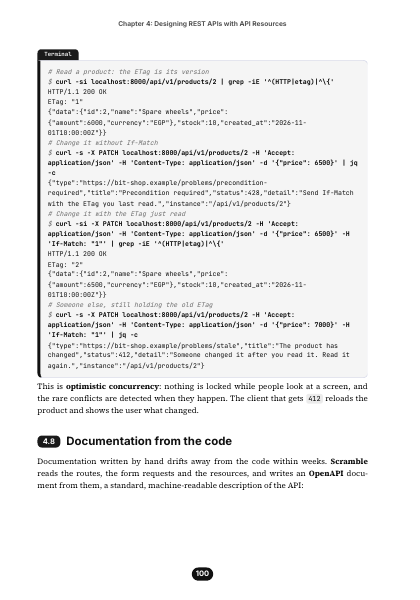 Chapter 4: Designing REST APIs with API Resources
Terminal
# Read a product: the ETag is its version
$ curl -si localhost:8000/api/v1/products/2 | grep -iE '^(HTTP|etag)|^\{'
HTTP/1.1 200 OK
ETag: "1"
{"data":{"id":2,"name":"Spare wheels","price":
{"amount":6000,"currency":"EGP"},"stock":10,"created_at":"2026-11-
01T10:00:00Z"}}
# Change it without If-Match
$ curl -s -X PATCH localhost:8000/api/v1/products/2 -H 'Accept:
application/json' -H 'Content-Type: application/json' -d '{"price": 6500}' | jq
-c
{"type":"https://bit-shop.example/problems/precondition-
required","title":"Precondition required","status":428,"detail":"Send If-Match
with the ETag you last read.","instance":"/api/v1/products/2"}
# Change it with the ETag just read
$ curl -si -X PATCH localhost:8000/api/v1/products/2 -H 'Accept:
application/json' -H 'Content-Type: application/json' -d '{"price": 6500}' -H
'If-Match: "1"' | grep -iE '^(HTTP|etag)|^\{'
HTTP/1.1 200 OK
ETag: "2"
{"data":{"id":2,"name":"Spare wheels","price":
{"amount":6500,"currency":"EGP"},"stock":10,"created_at":"2026-11-
01T10:00:00Z"}}
# Someone else, still holding the old ETag
$ curl -s -X PATCH localhost:8000/api/v1/products/2 -H 'Accept:
application/json' -H 'Content-Type: application/json' -d '{"price": 7000}' -H
'If-Match: "1"' | jq -c
{"type":"https://bit-shop.example/problems/stale","title":"The product has
changed","status":412,"detail":"Someone changed it after you read it. Read it
again.","instance":"/api/v1/products/2"}
This is optimistic concurrency: nothing is locked while people look at a screen, and
the rare conflicts are detected when they happen. The client that gets 412 reloads the
product and shows the user what changed.
4.8 Documentation from the code
Documentation written by hand drifts away from the code within weeks. Scramble
reads the routes, the form requests and the resources, and writes an OpenAPI docu-
ment from them, a standard, machine-readable description of the API:
100